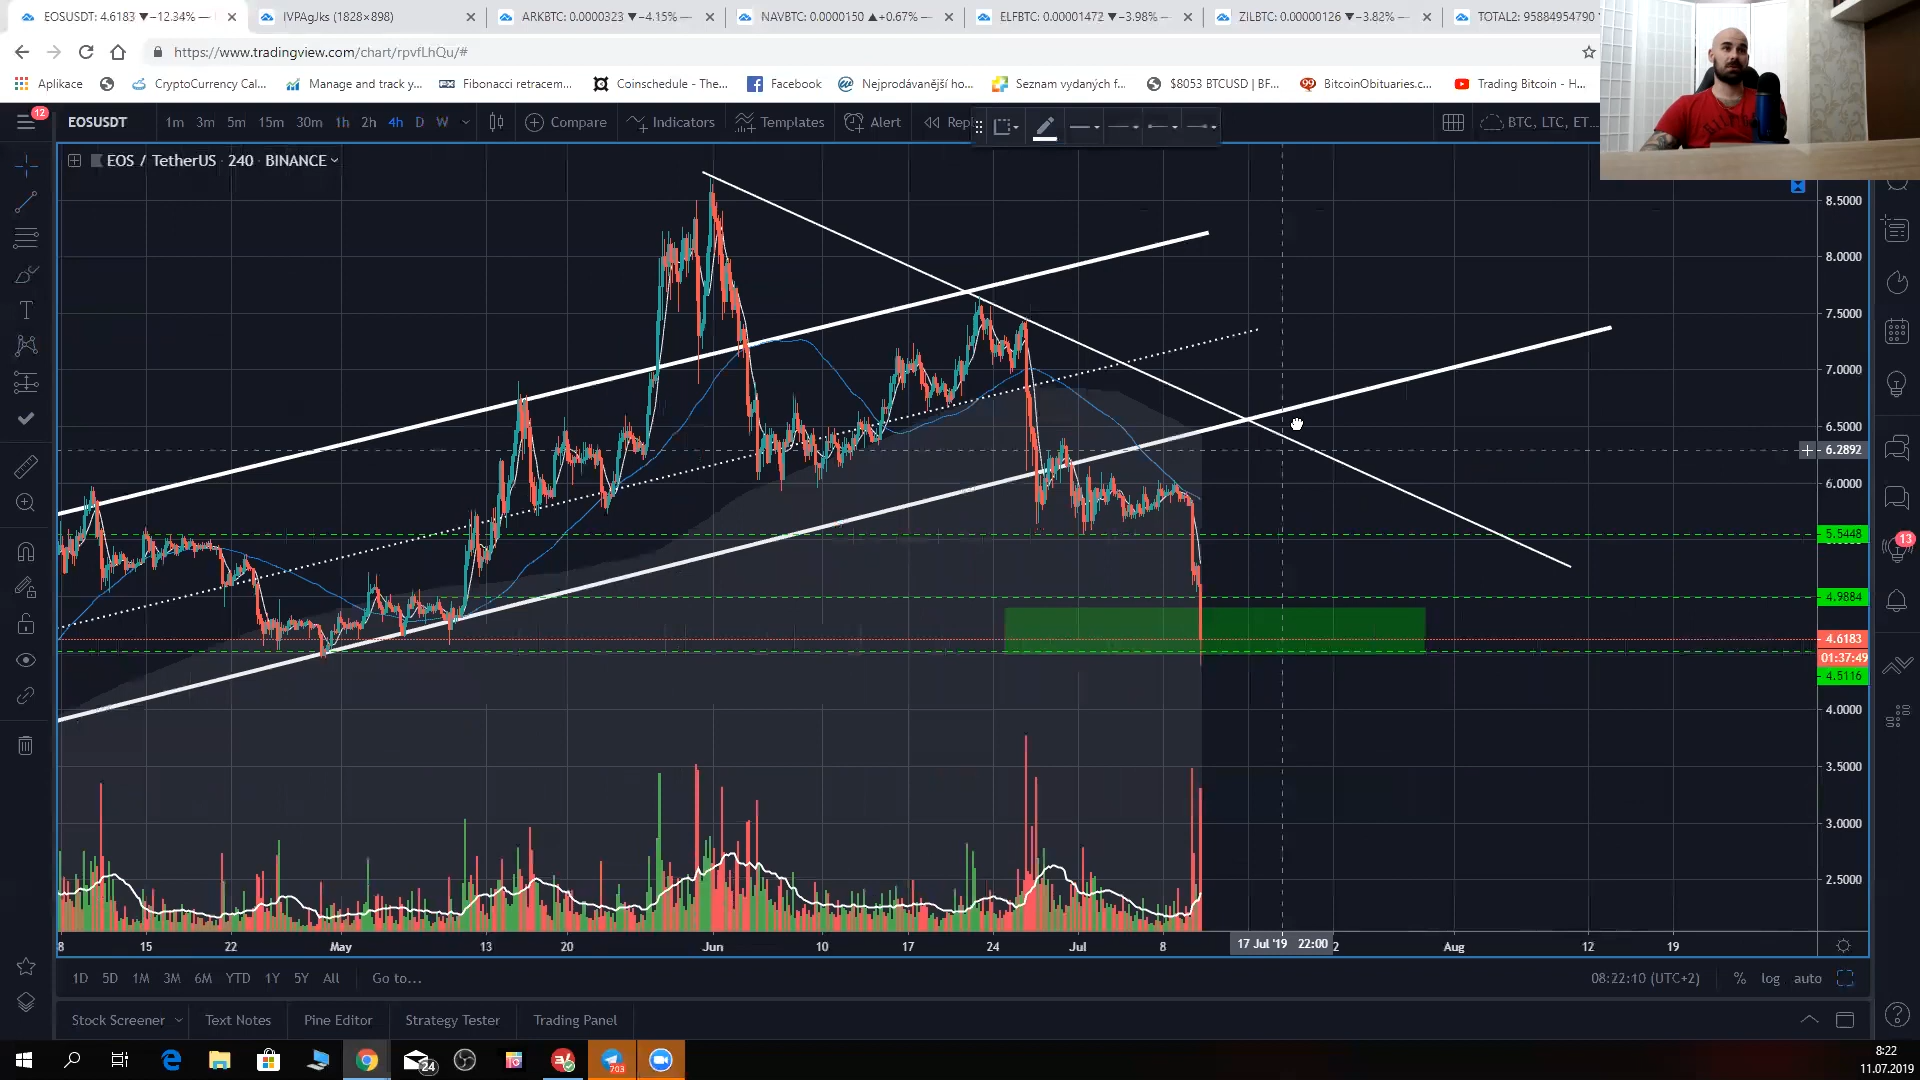 EOSUSDT: 4.6183 ▼−12.34% —
IVPAgJks (1828×898)
ARKBTC: 0.0000323 ▼−4.15% —
NAVBTC: 0.0000150 ▲+0.67% —
ELFBTC: 0.00001472 ▼−3.98% —
ZILBTC: 0.00000126 ▼−3.82% —
TOTAL2: 95884954790
https://www.tradingview.com/chart/rpvfLhQu/#
Aplikace
CryptoCurrency Cal...
Manage and track y...
Fibonacci retracem...
Coinschedule - The...
Facebook
Nejprodávanější ho...
Seznam vydaných f...
$8053 BTCUSD | BF...
BitcoinObituaries.c...
Trading Bitcoin - H...
12
EOSUSDT
1m 3m 5m 15m 30m 1h 2h 4h D W
Compare
Indicators
Templates
Alert
Rep
BTC, LTC, ET...
EOS / TetherUS 240 BINANCE
8.5000
8.0000
7.5000
7.0000
6.5000
6.2892
6.0000
5.5448
4.9884
4.6183
01:37:49
4.5116
4.0000
3.5000
3.0000
2.5000
13
8 15 22 May 13 20 Jun 10 17 24 Jul 8 17 Jul '19 22:00 2 Aug 12 19
1D 5D 1M 3M 6M YTD 1Y 5Y All Go to...
08:22:10 (UTC+2) % log auto
Stock Screener
Text Notes
Pine Editor
Strategy Tester
Trading Panel
24
703
8:22
11.07.2019